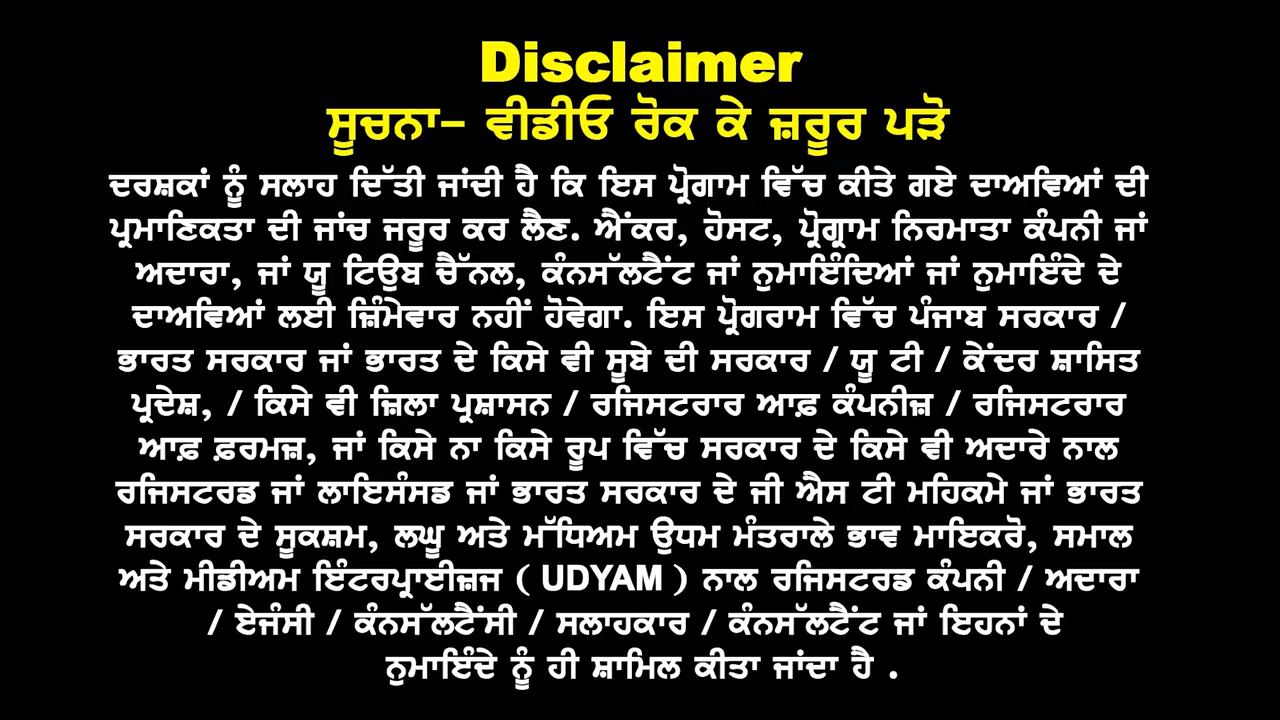 Disclaimer
ਸੂਚਨਾ- ਵੀਡੀਓ ਰੋਕ ਕੇ ਜ਼ਰੂਰ ਪੜੋ
ਦਰਸ਼ਕਾਂ ਨੂੰ ਸਲਾਹ ਦਿੱਤੀ ਜਾਂਦੀ ਹੈ ਕਿ ਇਸ ਪ੍ਰੋਗਾਮ ਵਿੱਚ ਕੀਤੇ ਗਏ ਦਾਅਵਿਆਂ ਦੀ
ਪ੍ਰਮਾਣਿਕਤਾ ਦੀ ਜਾਂਚ ਜਰੂਰ ਕਰ ਲੈਣ. ਐਂਕਰ, ਹੋਸਟ, ਪ੍ਰੋਗ੍ਰਾਮ ਨਿਰਮਾਤਾ ਕੰਪਨੀ ਜਾਂ
ਅਦਾਰਾ, ਜਾਂ ਯੂ ਟਿਊਬ ਚੈੱਨਲ, ਕੰਨਸੱਲਟੈਂਟ ਜਾਂ ਨੁਮਾਇੰਦਿਆਂ ਜਾਂ ਨੁਮਾਇੰਦੇ ਦੇ
ਦਾਅਵਿਆਂ ਲਈ ਜ਼ਿੰਮੇਵਾਰ ਨਹੀਂ ਹੋਵੇਗਾ. ਇਸ ਪ੍ਰੋਗਰਾਮ ਵਿੱਚ ਪੰਜਾਬ ਸਰਕਾਰ /
ਭਾਰਤ ਸਰਕਾਰ ਜਾਂ ਭਾਰਤ ਦੇ ਕਿਸੇ ਵੀ ਸੂਬੇ ਦੀ ਸਰਕਾਰ / ਯੂ ਟੀ / ਕੇਂਦਰ ਸ਼ਾਸਿਤ
ਪ੍ਰਦੇਸ਼, / ਕਿਸੇ ਵੀ ਜ਼ਿਲਾ ਪ੍ਰਸ਼ਾਸਨ / ਰਜਿਸਟਰਾਰ ਆਫ਼ ਕੰਪਨੀਜ਼ / ਰਜਿਸਟਰਾਰ
ਆਫ਼ ਫ਼ਰਮਜ਼, ਜਾਂ ਕਿਸੇ ਨਾ ਕਿਸੇ ਰੂਪ ਵਿੱਚ ਸਰਕਾਰ ਦੇ ਕਿਸੇ ਵੀ ਅਦਾਰੇ ਨਾਲ
ਰਜਿਸਟਰਡ ਜਾਂ ਲਾਇਸੰਸਡ ਜਾਂ ਭਾਰਤ ਸਰਕਾਰ ਦੇ ਜੀ ਐਸ ਟੀ ਮਹਿਕਮੇ ਜਾਂ ਭਾਰਤ
ਸਰਕਾਰ ਦੇ ਸੂਕਸ਼ਮ, ਲਘੂ ਅਤੇ ਮੱਧਿਅਮ ਉਧਮ ਮੰਤਰਾਲੇ ਭਾਵ ਮਾਇਕਰੋ, ਸਮਾਲ
ਅਤੇ ਮੀਡੀਅਮ ਇੰਟਰਪ੍ਰਾਈਜ਼ਜ ( UDYAM ) ਨਾਲ ਰਜਿਸਟਰਡ ਕੰਪਨੀ / ਅਦਾਰਾ
/ ਏਜੰਸੀ / ਕੰਨਸੱਲਟੈਂਸੀ / ਸਲਾਹਕਾਰ / ਕੰਨਸੱਲਟੈਂਟ ਜਾਂ ਇਹਨਾਂ ਦੇ
ਨੁਮਾਇੰਦੇ ਨੂੰ ਹੀ ਸ਼ਾਮਿਲ ਕੀਤਾ ਜਾਂਦਾ ਹੈ .